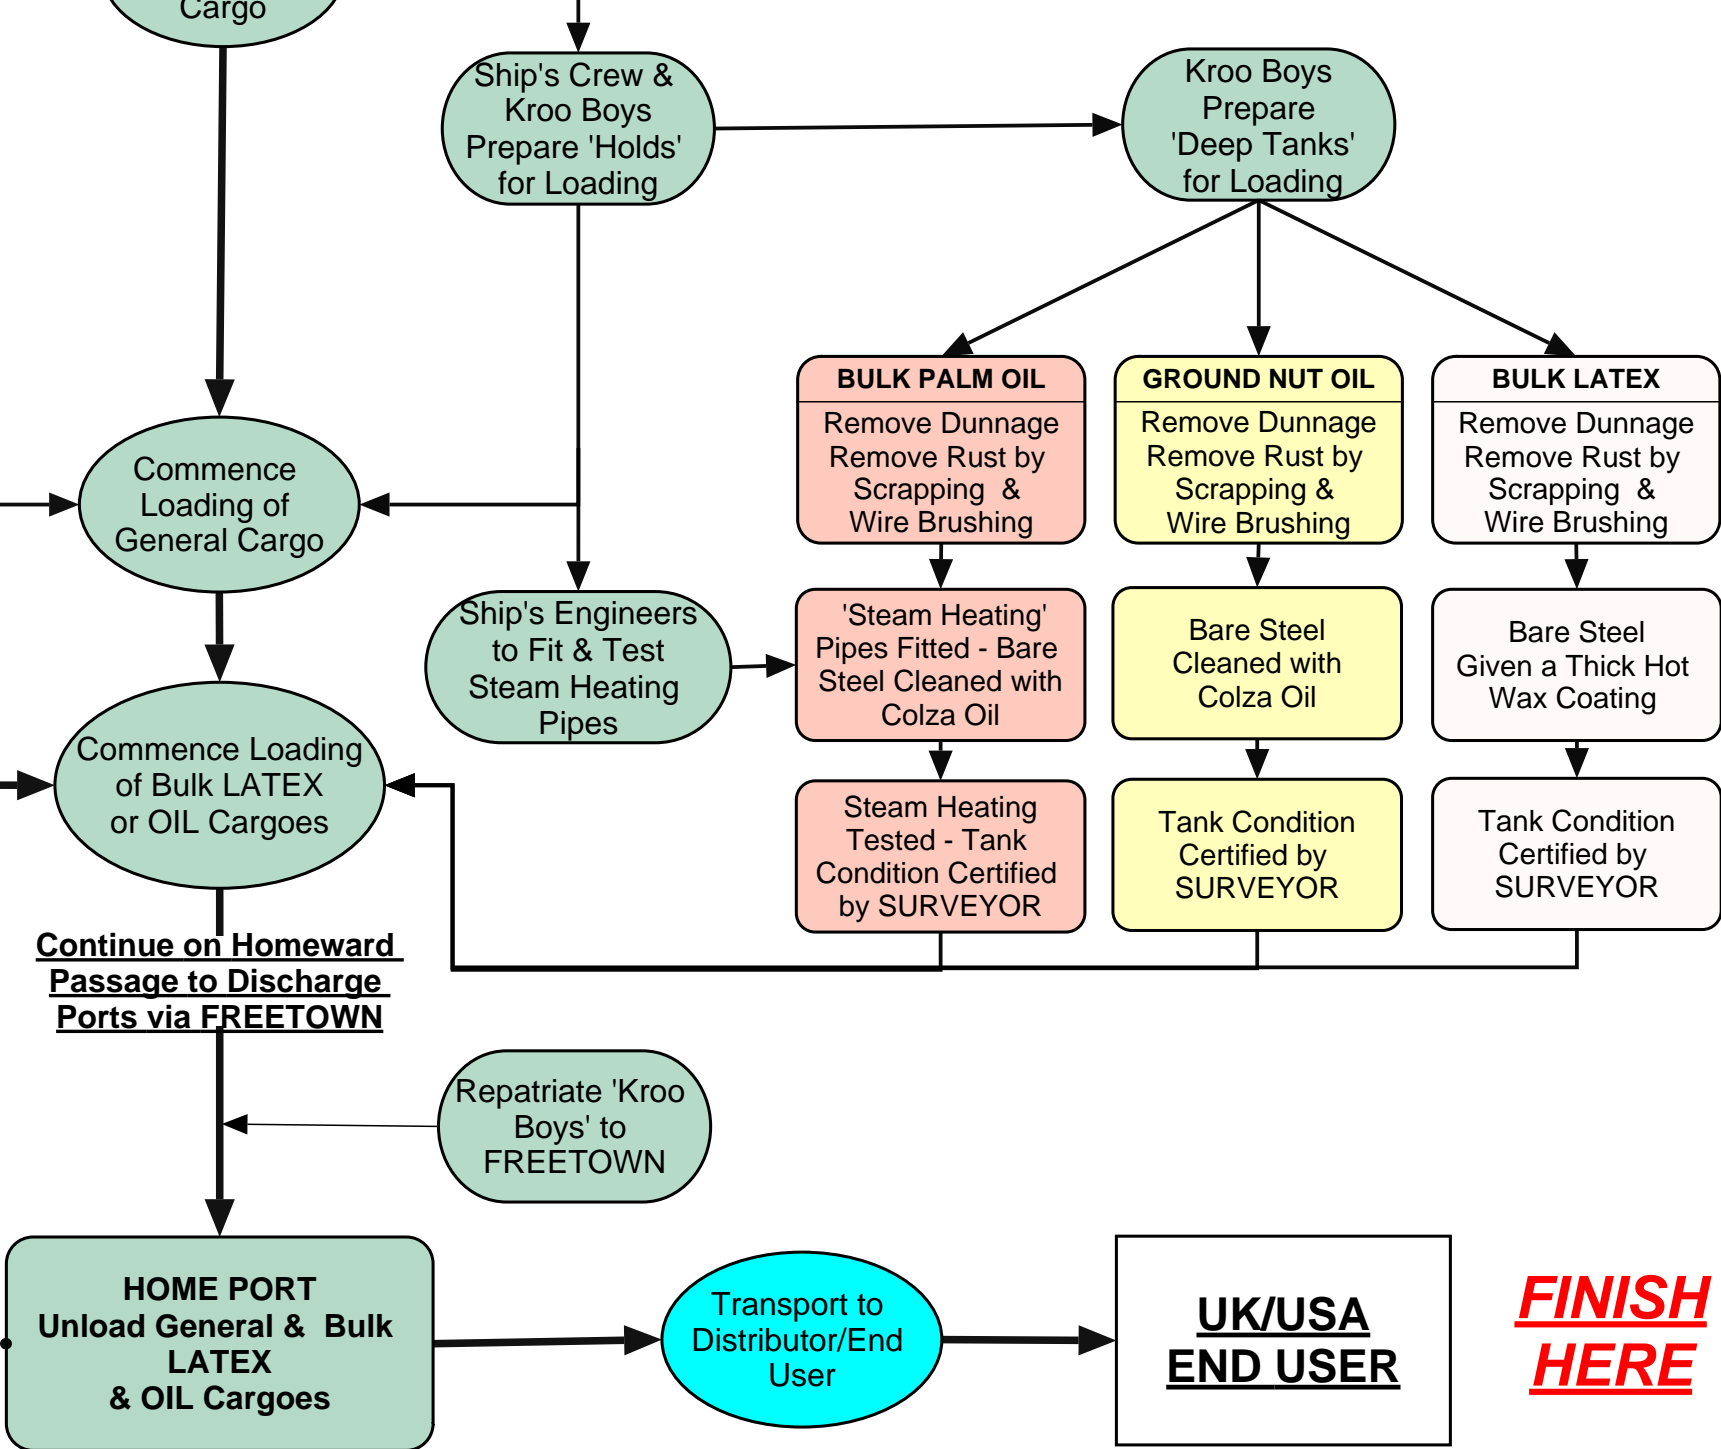 Cargo
Ship's Crew &
Kroo Boys
Prepare 'Holds'
for Loading
Kroo Boys
Prepare
'Deep Tanks'
for Loading
BULK PALM OIL
Remove Dunnage
Remove Rust by
Scrapping &
Wire Brushing
GROUND NUT OIL
Remove Dunnage
Remove Rust by
Scrapping &
Wire Brushing
BULK LATEX
Remove Dunnage
Remove Rust by
Scrapping &
Wire Brushing
Commence
Loading of
General Cargo
Ship's Engineers
to Fit & Test
Steam Heating
Pipes
'Steam Heating'
Pipes Fitted - Bare
Steel Cleaned with
Colza Oil
Bare Steel
Cleaned with
Colza Oil
Bare Steel
Given a Thick Hot
Wax Coating
Commence Loading
of Bulk LATEX
or OIL Cargoes
Steam Heating
Tested - Tank
Condition Certified
by SURVEYOR
Tank Condition
Certified by
SURVEYOR
Tank Condition
Certified by
SURVEYOR
Continue on Homeward
Passage to Discharge
Ports via FREETOWN
Repatriate 'Kroo
Boys' to
FREETOWN
HOME PORT
Unload General & Bulk
LATEX
& OIL Cargoes
Transport to
Distributor/End
User
UK/USA
END USER
FINISH
HERE